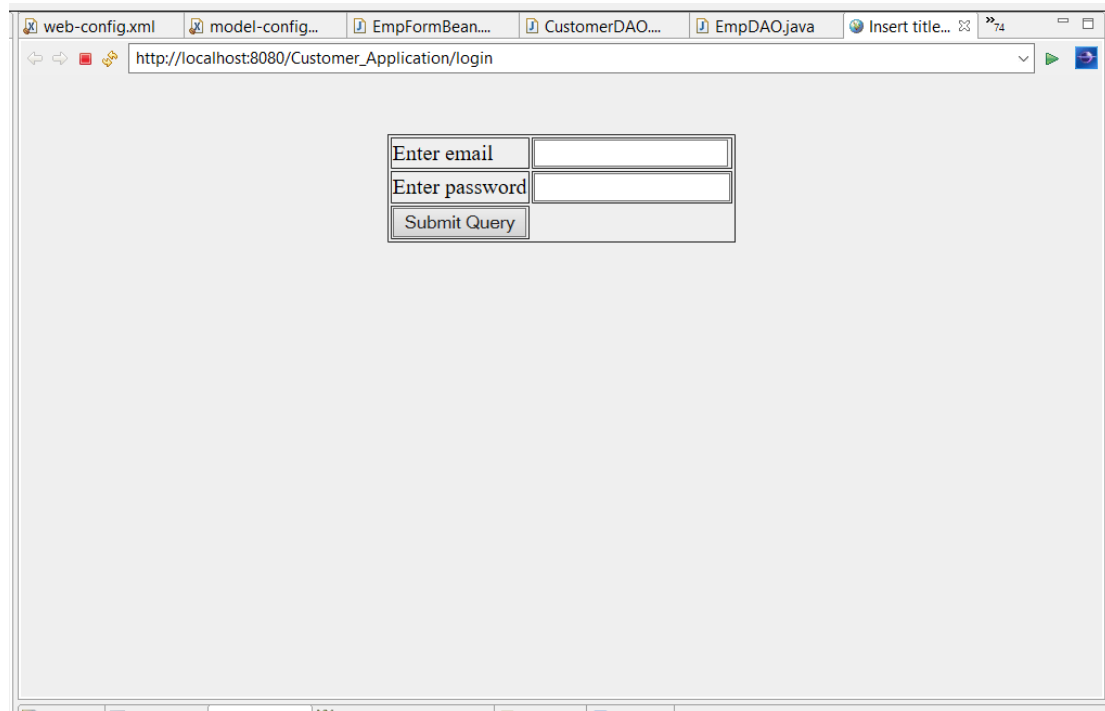 web-config.xml model-config... EmpFormBean.... CustomerDAO.... EmpDAO.java Insert title... »74
http://localhost:8080/Customer_Application/login
Enter email
Enter password
Submit Query